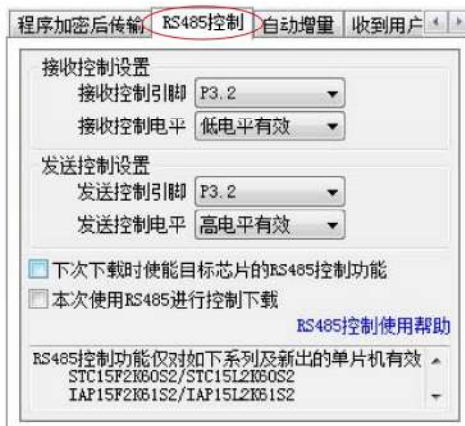 程序加密后传输 RS485控制 自动增量 收到用户
接收控制设置
接收控制引脚 P3.2
接收控制电平 低电平有效
发送控制设置
发送控制引脚 P3.2
发送控制电平 高电平有效
下次下载时使能目标芯片的RS485控制功能
本次使用RS485进行控制下载
RS485控制使用帮助
RS485控制功能仅对如下系列及新出的单片机有效
STC15F2K60S2/STC15L2K60S2
IAP15F2K61S2/IAP15L2K61S2